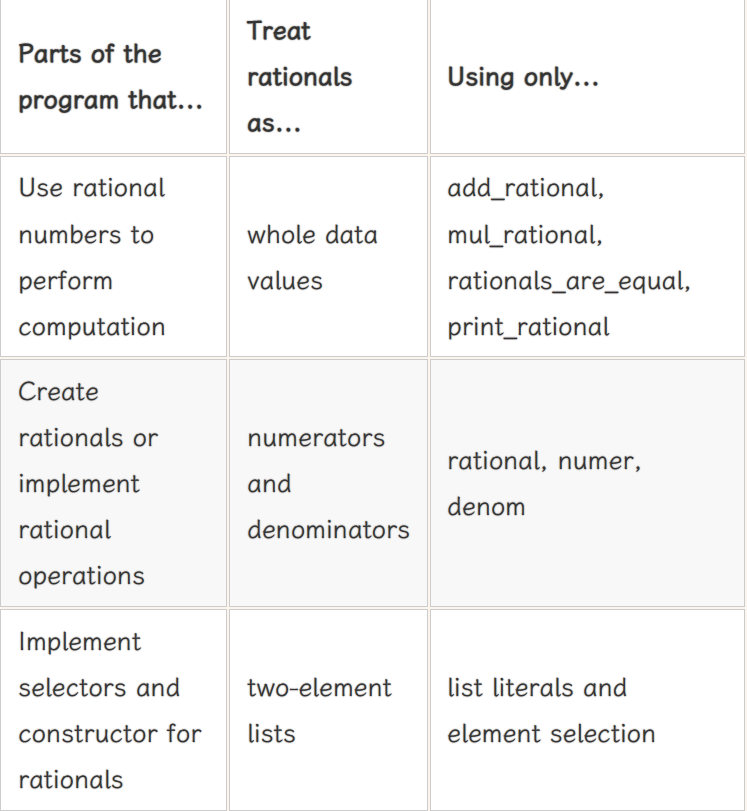 Parts of the
program that...
Treat
rationals
as...
Using only...
Use rational
numbers to
perform
computation
whole data
values
add_rational,
mul_rational,
rationals_are_equal,
print_rational
Create
rationals or
implement
rational
operations
numerators
and
denominators
rational, numer,
denom
Implement
selectors and
constructor for
rationals
two-element
lists
list literals and
element selection